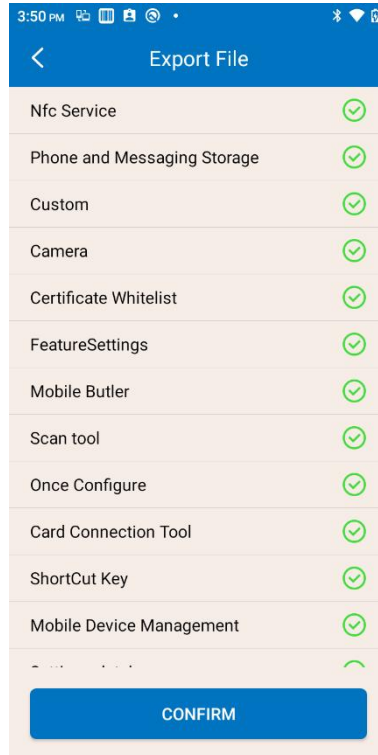 3:50 PM
Export File
Nfc Service
Phone and Messaging Storage
Custom
Camera
Certificate Whitelist
FeatureSettings
Mobile Butler
Scan tool
Once Configure
Card Connection Tool
ShortCut Key
Mobile Device Management
CONFIRM